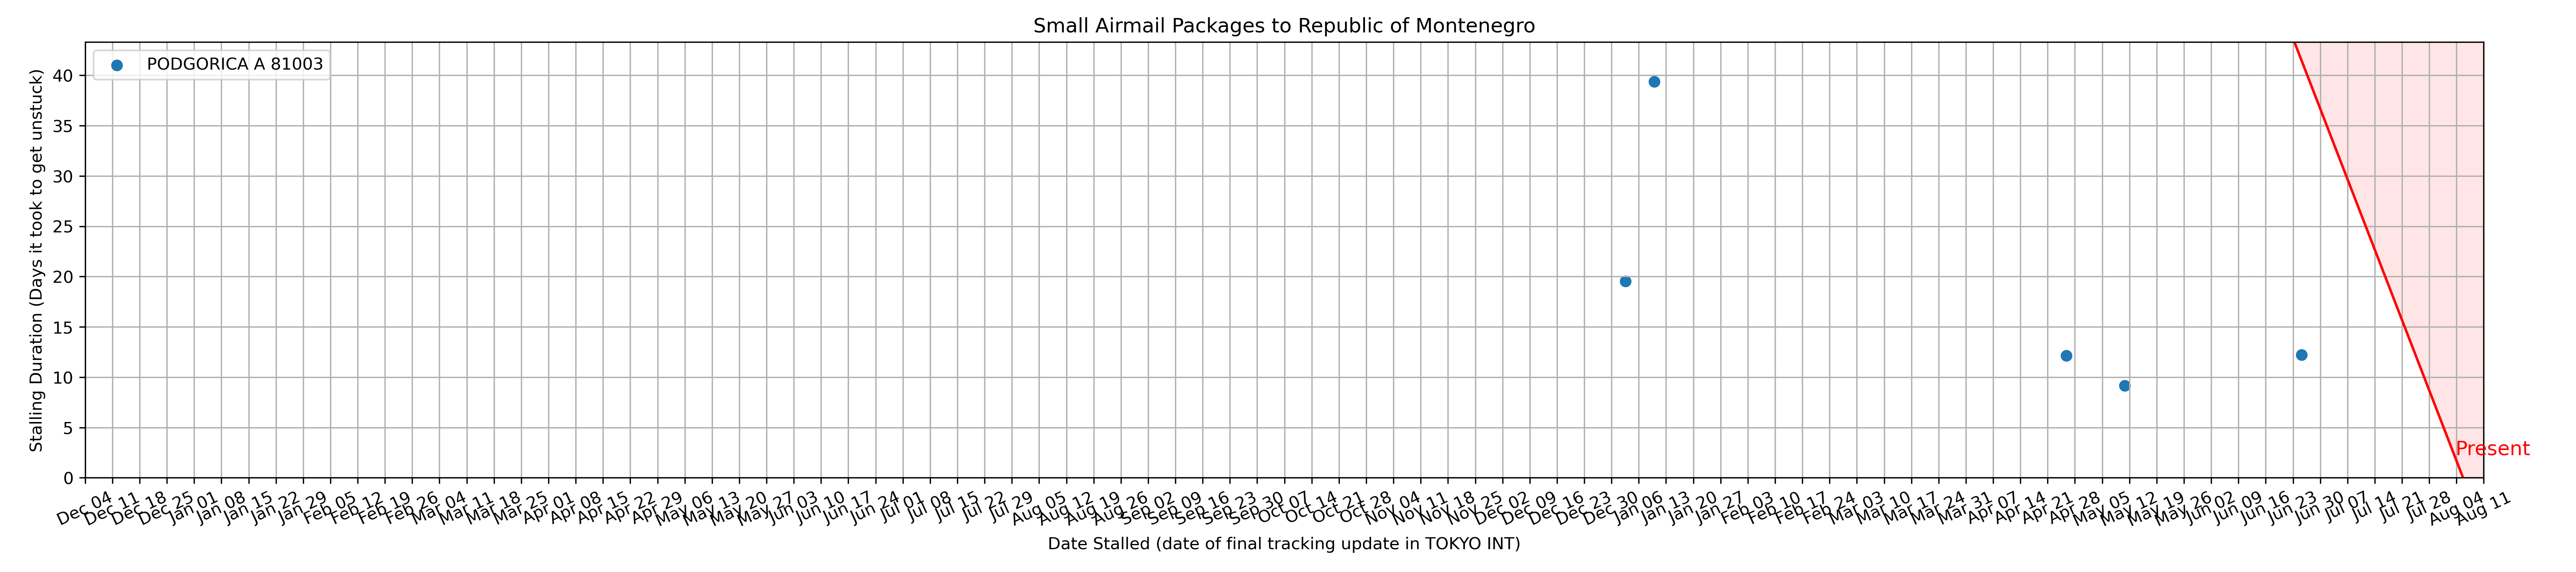 Small Airmail Packages to Republic of Montenegro
PODGORICA A 81003
Stalling Duration (Days it took to get unstuck)
40
35
30
25
20
15
10
5
0
Present
Dec 04 Dec 11 Dec 18 Dec 25 Jan 01 Jan 08 Jan 15 Jan 22 Jan 29 Feb 05 Feb 12 Feb 19 Feb 26 Mar 04 Mar 11 Mar 18 Mar 25 Apr 01 Apr 08 Apr 15 Apr 22 Apr 29 May 06 May 13 May 20 May 27 Jun 03 Jun 10 Jun 17 Jun 24 Jul 01 Jul 08 Jul 15 Jul 22 Jul 29 Aug 05 Aug 12 Aug 19 Aug 26 Sep 02 Sep 09 Sep 16 Sep 23 Sep 30 Oct 07 Oct 14 Oct 21 Oct 28 Nov 04 Nov 11 Nov 18 Nov 25 Dec 02 Dec 09 Dec 16 Dec 23 Dec 30 Jan 06 Jan 13 Jan 20 Jan 27 Feb 03 Feb 10 Feb 17 Feb 24 Mar 03 Mar 10 Mar 17 Mar 24 Mar 31 Apr 07 Apr 14 Apr 21 Apr 28 May 05 May 12 May 19 May 26 Jun 02 Jun 09 Jun 16 Jun 23 Jun 30 Jul 07 Jul 14 Jul 21 Jul 28 Aug 04 Aug 11
Date Stalled (date of final tracking update in TOKYO INT)